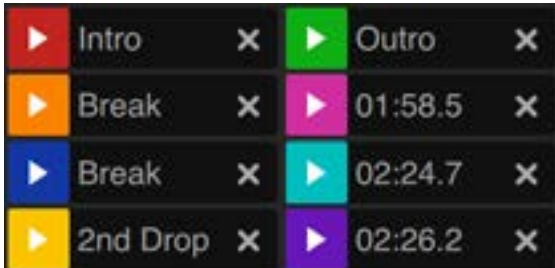 Intro
Break
Break
2nd Drop
Outro
01:58.5
02:24.7
02:26.2